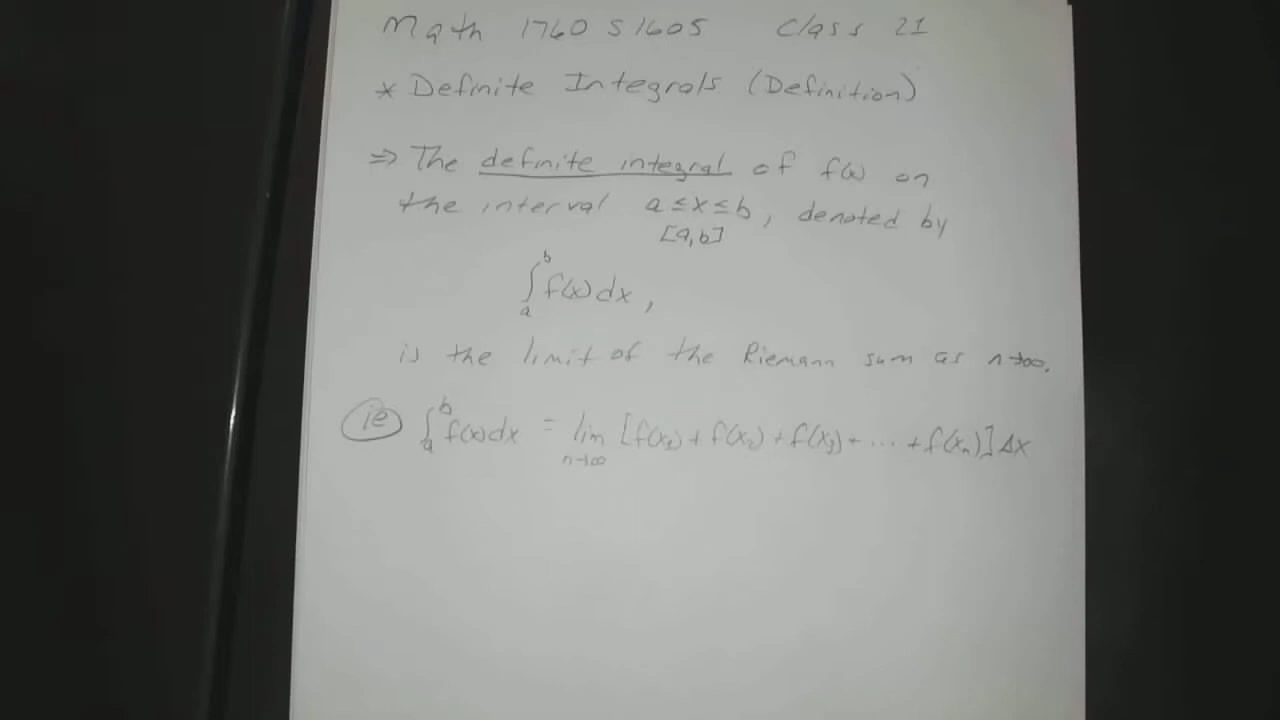 Math 1760 S1605 Class 21
* Definite Integrals (Definition)
⇒ The definite integral of f(x) on
the interval a ≤ x ≤ b, denoted by
[a,b]
∫ₐᵇ f(x)dx,
is the limit of the Riemann sum as n→∞.
ie ∫ₐᵇ f(x)dx = lim [f(x₁) + f(x₂) + f(x₃) + ... + f(xₙ)] Δx
n→∞